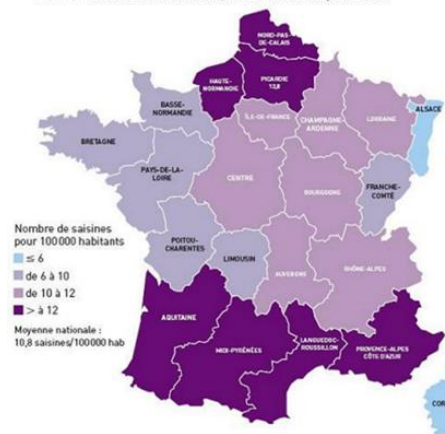 NORD-PAS-
DE-CALAIS
HAUTE-
NORMANDIE
PICARDIE
12,8
BASSE-
NORMANDIE
ÎLE-DE-FRANCE
CHAMPAGNE
ARDENNE
LORRAINE
ALSACE
BRETAGNE
PAYS-DE-LA-
LOIRE
CENTRE
BOURGOGNE
FRANCHE-
COMTÉ
Nombre de saisines
pour 100 000 habitants
≤ 6
de 6 à 10
de 10 à 12
> à 12
Moyenne nationale :
10,8 saisines/100 000 hab
POITOU-
CHARENTES
LIMOUSIN
AUVERGNE
RHÔNE-ALPES
AQUITAINE
MIDI-PYRÉNÉES
LANGUEDOC-
ROUSSILLON
PROVENCE-ALPES
CÔTE D'AZUR
COR